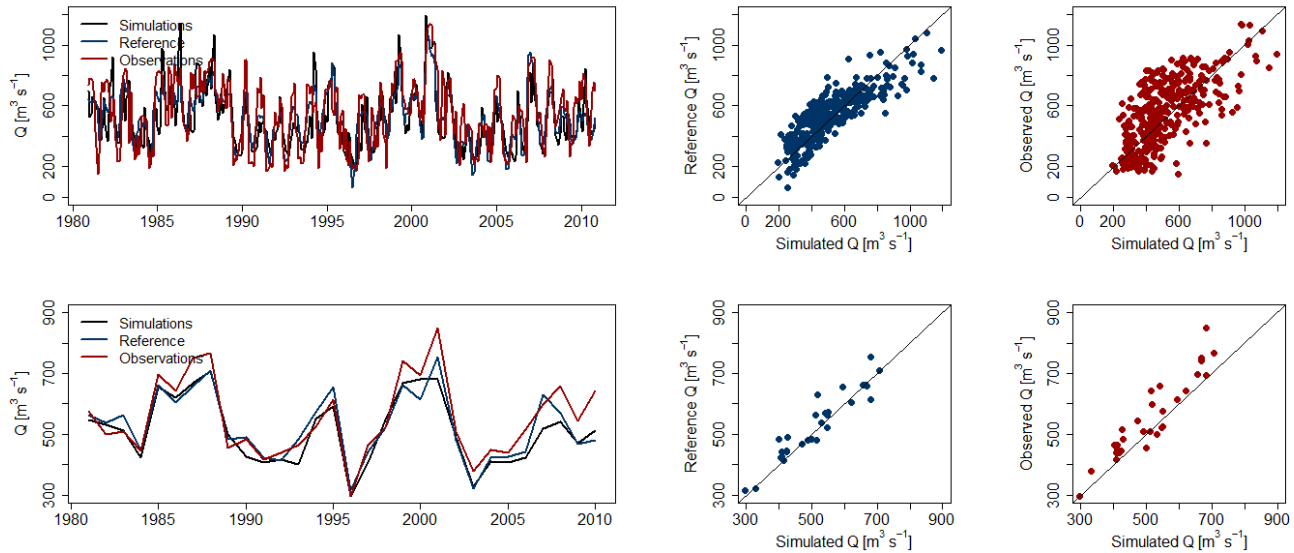 Q [m³ s⁻¹]
0 200 600 1000
Simulations
Reference
Observations
1980 1985 1990 1995 2000 2005 2010
Reference Q [m³ s⁻¹]
0 200 600 1000
0 200 600 1000
Simulated Q [m³ s⁻¹]
Observed Q [m³ s⁻¹]
0 200 600 1000
0 200 600 1000
Simulated Q [m³ s⁻¹]
Q [m³ s⁻¹]
300 500 700 900
Simulations
Reference
Observations
1980 1985 1990 1995 2000 2005 2010
Reference Q [m³ s⁻¹]
300 500 700 900
300 500 700 900
Simulated Q [m³ s⁻¹]
Observed Q [m³ s⁻¹]
300 500 700 900
300 500 700 900
Simulated Q [m³ s⁻¹]